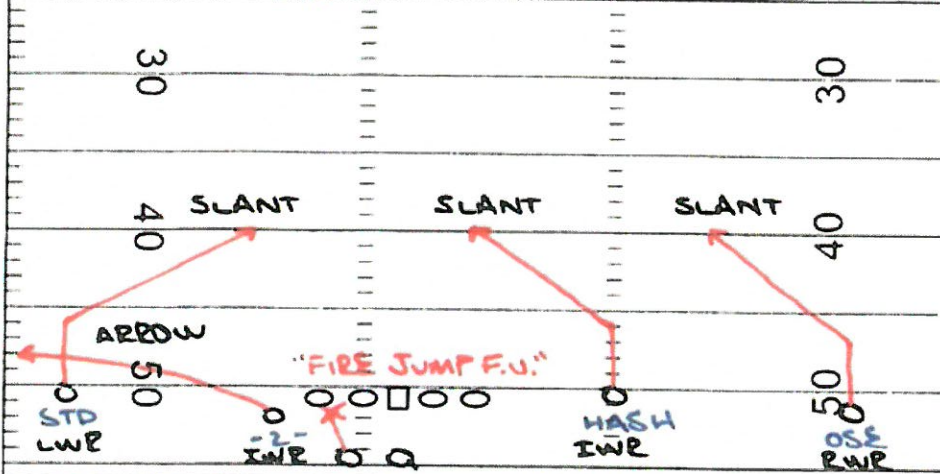 30 30
SLANT SLANT SLANT
40 40
ARROW
"FIRE JUMP F.U."
50 50
STD -2- HASH OSE
LWR IWR IWR RWR